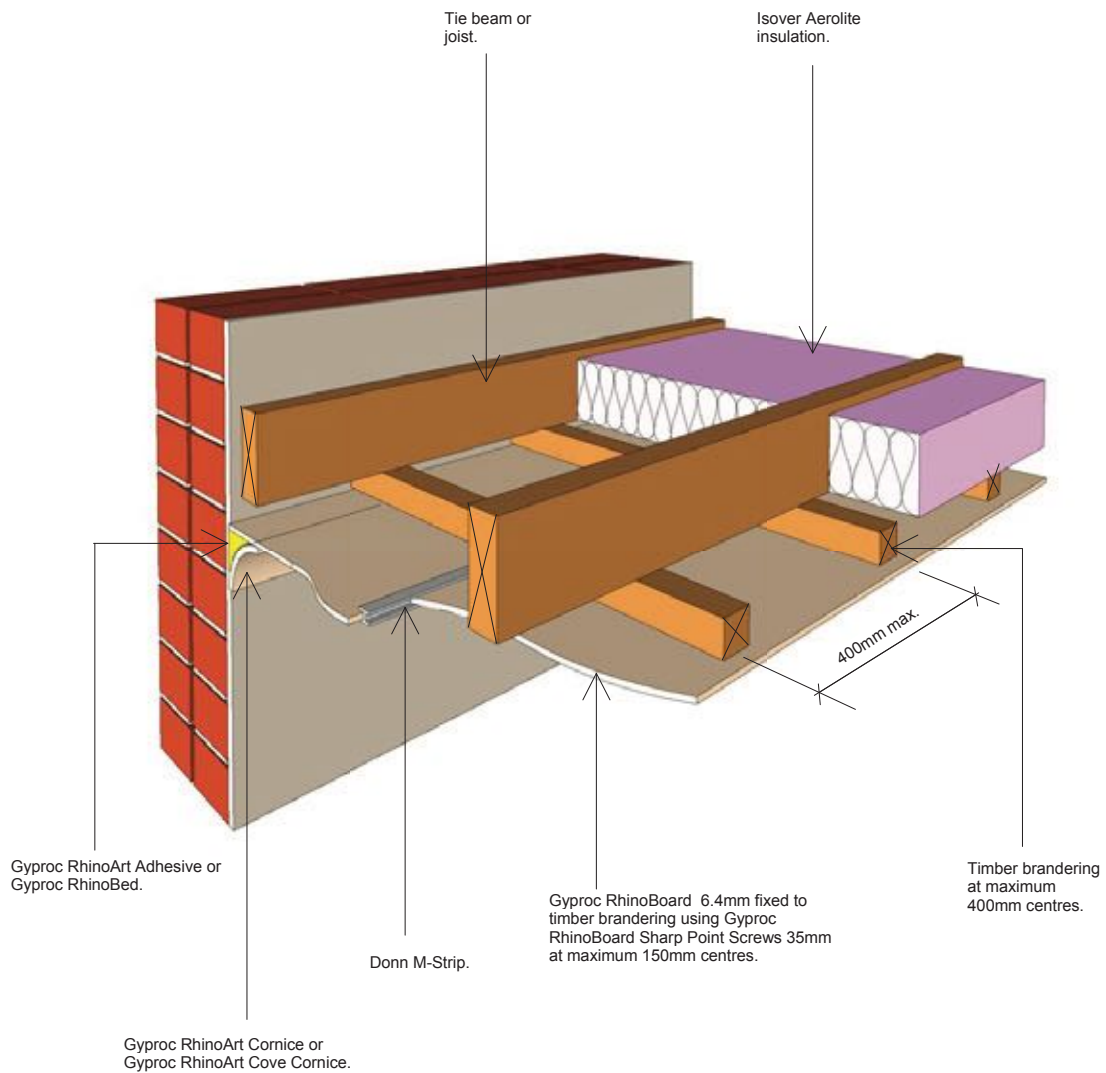 Tie beam or
joist.
Isover Aerolite
insulation.
400mm max.
Gyproc RhinoArt Adhesive or
Gyproc RhinoBed.
Timber brandering
at maximum
400mm centres.
Gyproc RhinoBoard 6.4mm fixed to
timber brandering using Gyproc
RhinoBoard Sharp Point Screws 35mm
at maximum 150mm centres.
Donn M-Strip.
Gyproc RhinoArt Cornice or
Gyproc RhinoArt Cove Cornice.